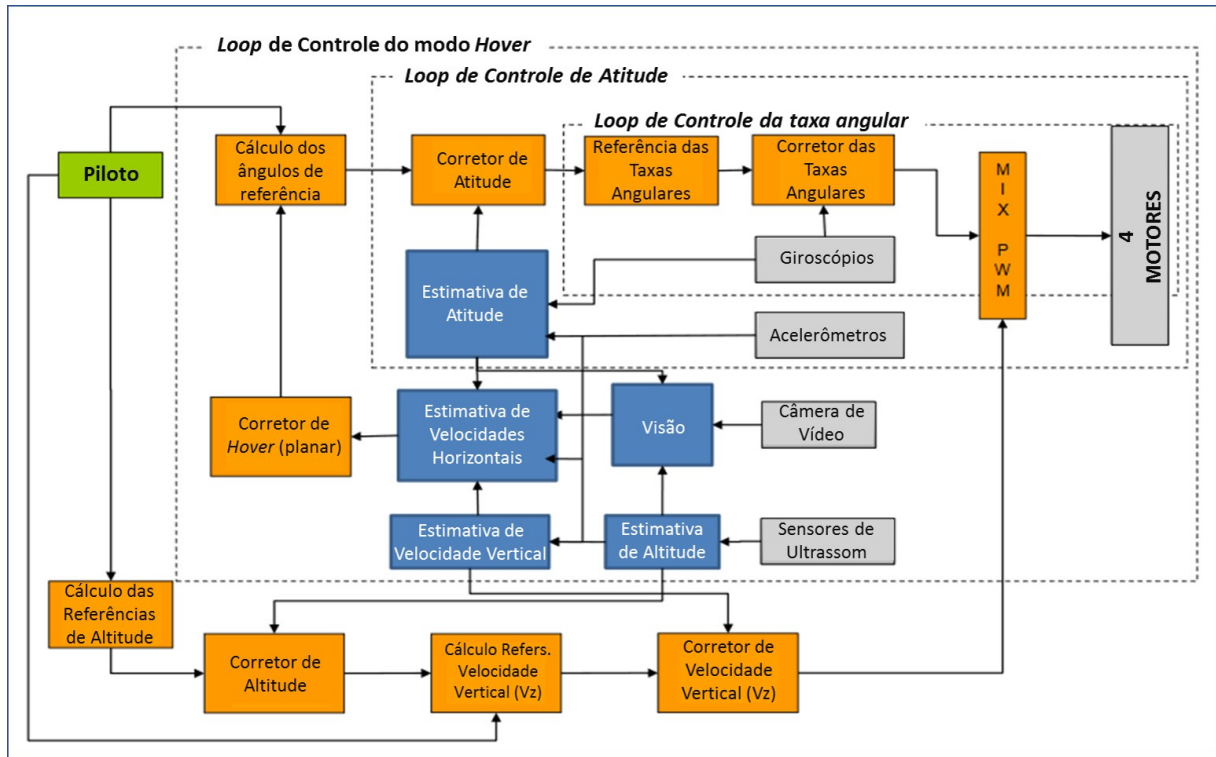 Loop de Controle do modo Hover
Loop de Controle de Atitude
Loop de Controle da taxa angular
Piloto
Cálculo dos
ângulos de
referência
Corretor de
Atitude
Referência das
Taxas
Angulares
Corretor das
Taxas
Angulares
MIX PWM
4
MOTORES
Giroscópios
Estimativa de
Atitude
Acelerômetros
Corretor de
Hover (planar)
Estimativa de
Velocidades
Horizontais
Visão
Câmera de
Vídeo
Estimativa de
Velocidade Vertical
Estimativa
de Altitude
Sensores de
Ultrassom
Cálculo das
Referências
de Altitude
Corretor de
Altitude
Cálculo Refers.
Velocidade
Vertical (Vz)
Corretor de
Velocidade
Vertical (Vz)